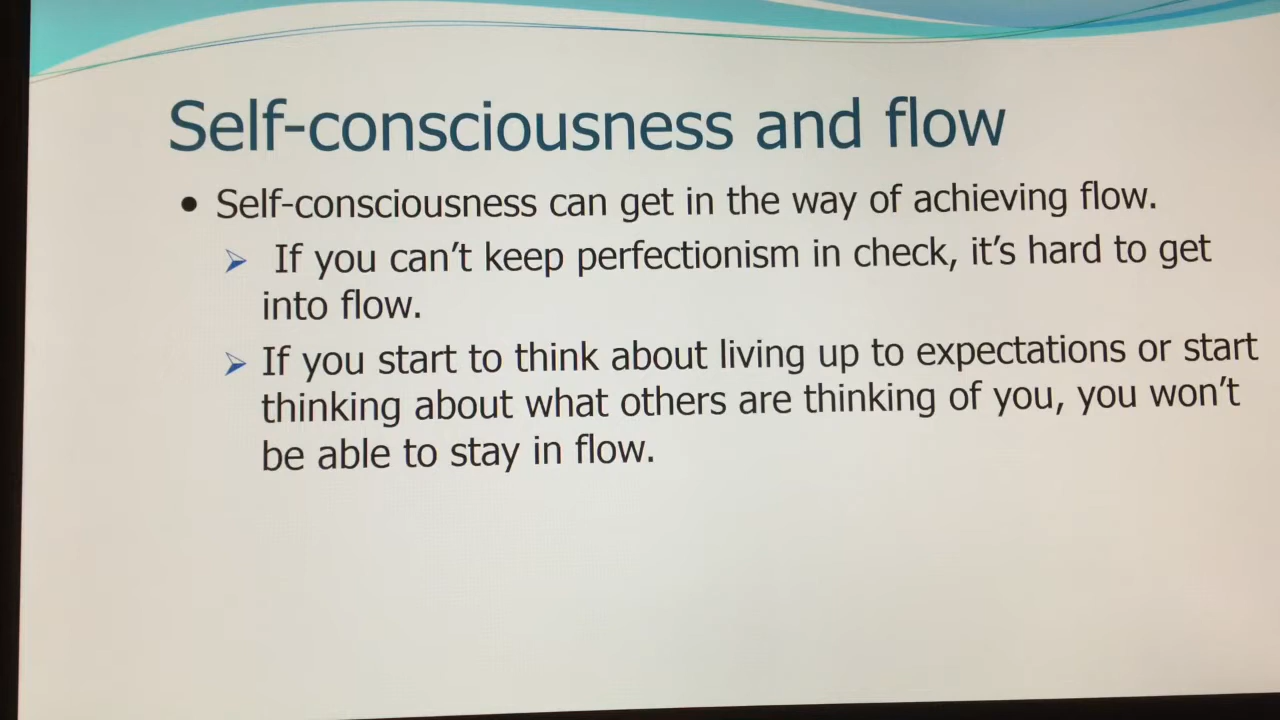 Self-consciousness and flow
• Self-consciousness can get in the way of achieving flow.
➢ If you can't keep perfectionism in check, it's hard to get
into flow.
➢ If you start to think about living up to expectations or start
thinking about what others are thinking of you, you won't
be able to stay in flow.